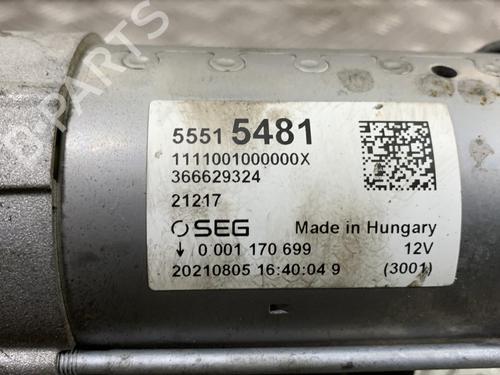 B-PARTS
5551 5481
1111001000000X
366629324
21217
SEG Made in Hungary
↓ 0 001 170 699 12V
20210805 16:40:04 9 (3001)